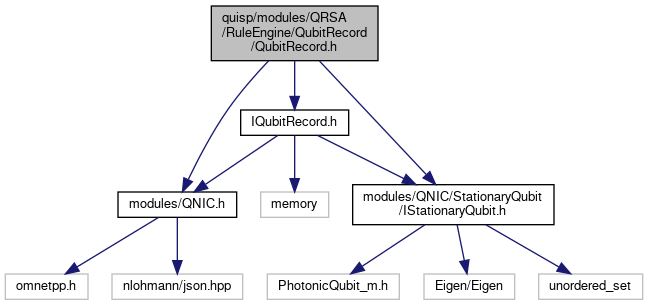 quisp/modules/QRSA
/RuleEngine/QubitRecord
/QubitRecord.h
IQubitRecord.h
modules/QNIC.h
memory
modules/QNIC/StationaryQubit
/IStationaryQubit.h
omnetpp.h
nlohmann/json.hpp
PhotonicQubit_m.h
Eigen/Eigen
unordered_set